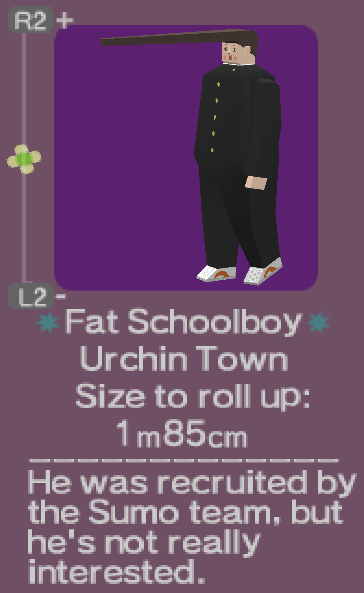 R2 +
L2 -
Fat Schoolboy
Urchin Town
Size to roll up:
1m85cm
He was recruited by
the Sumo team, but
he's not really
interested.